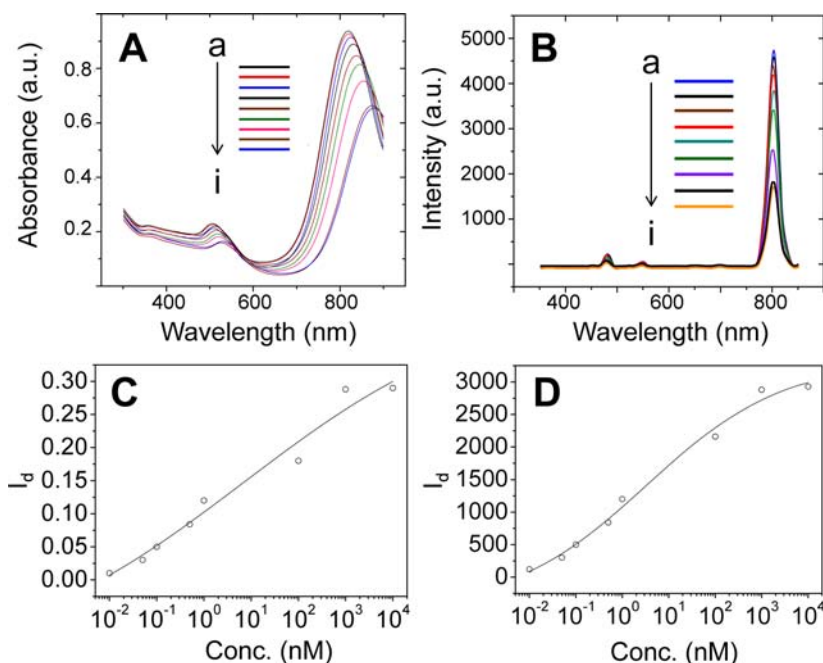 A
a
i
0.8
0.6
0.4
0.2
Absorbance (a.u.)
400 600 800
Wavelength (nm)
B
a
i
5000
4000
3000
2000
1000
Intensity (a.u.)
400 600 800
Wavelength (nm)
C
0.30
0.25
0.20
0.15
0.10
0.05
0.00
I_d
10^-2 10^-1 10^0 10^1 10^2 10^3 10^4
Conc. (nM)
D
3000
2500
2000
1500
1000
500
0
I_d
10^-2 10^-1 10^0 10^1 10^2 10^3 10^4
Conc. (nM)